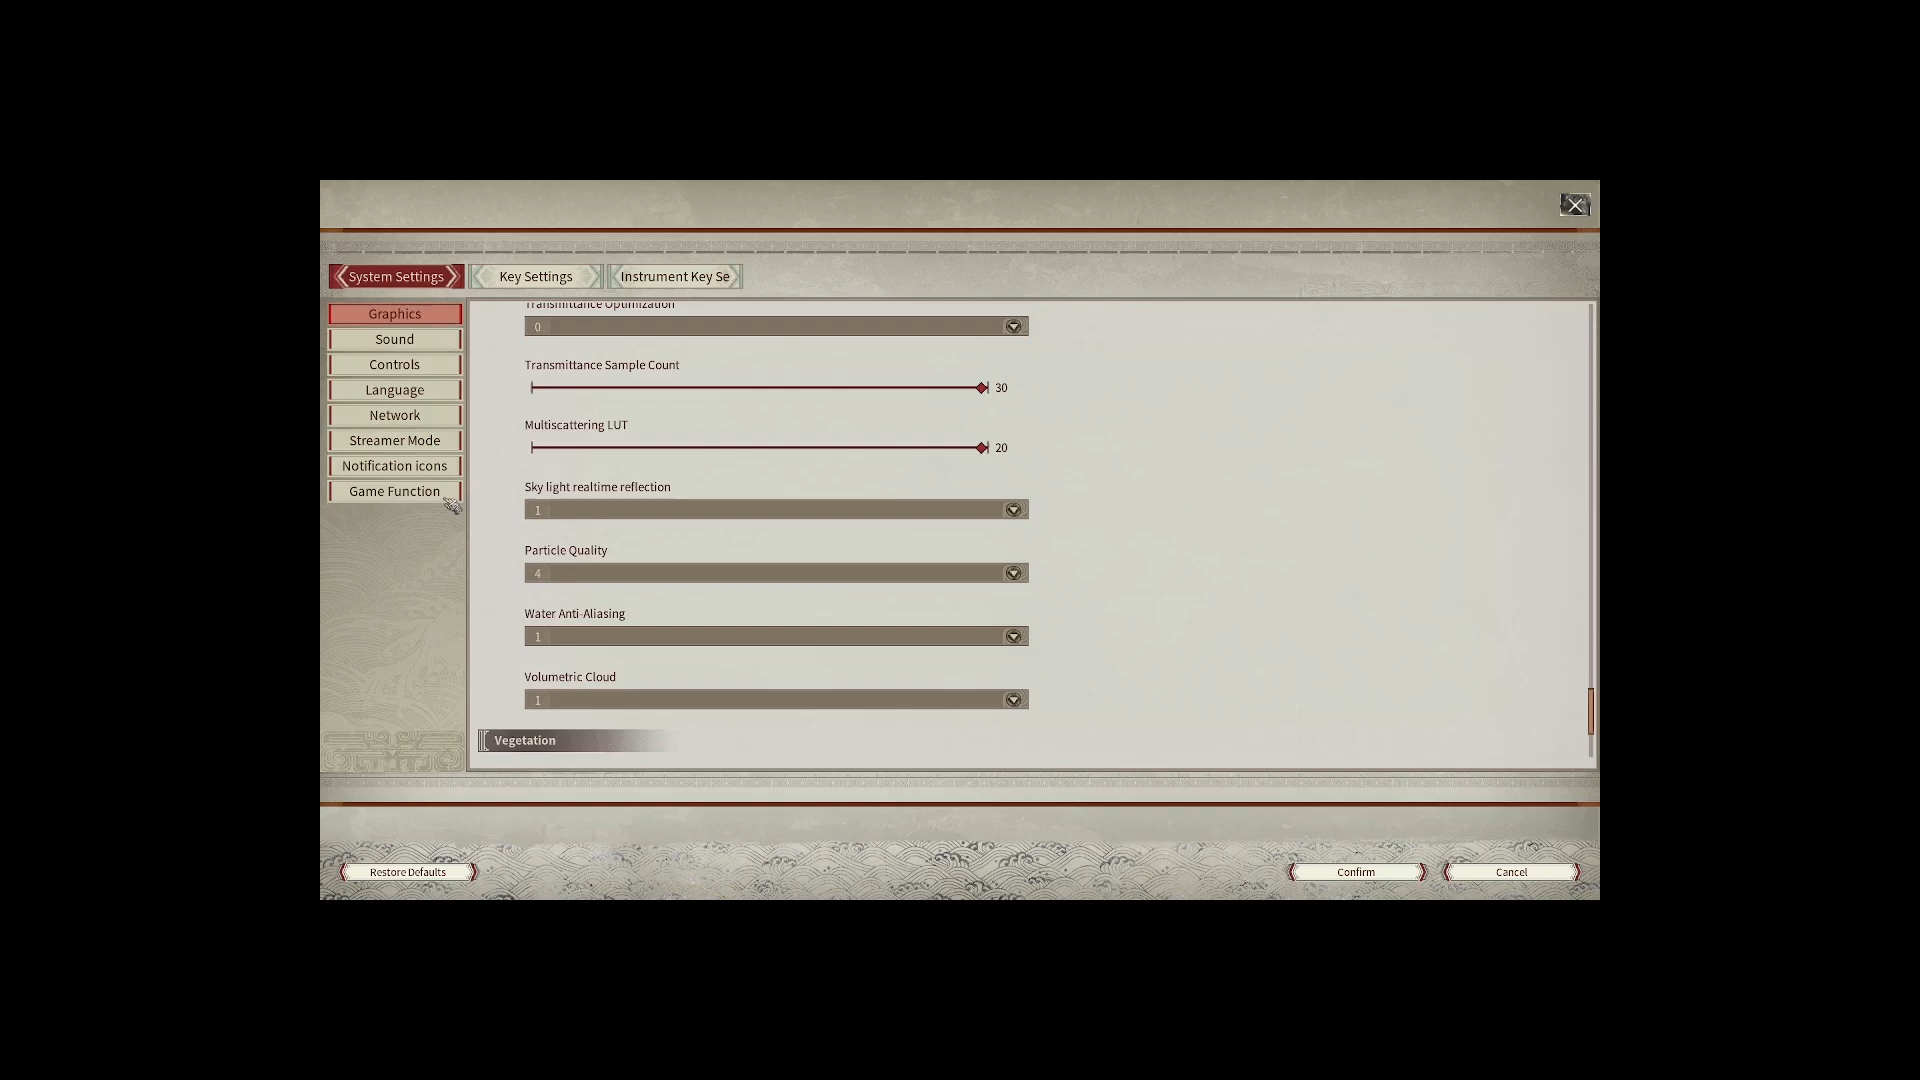 System Settings
Key Settings
Instrument Key Se
Graphics
Sound
Controls
Language
Network
Streamer Mode
Notification icons
Game Function
Transmittance Optimization
0
Transmittance Sample Count
30
Multiscattering LUT
20
Sky light realtime reflection
1
Particle Quality
4
Water Anti-Aliasing
1
Volumetric Cloud
1
Vegetation
Restore Defaults
Confirm
Cancel